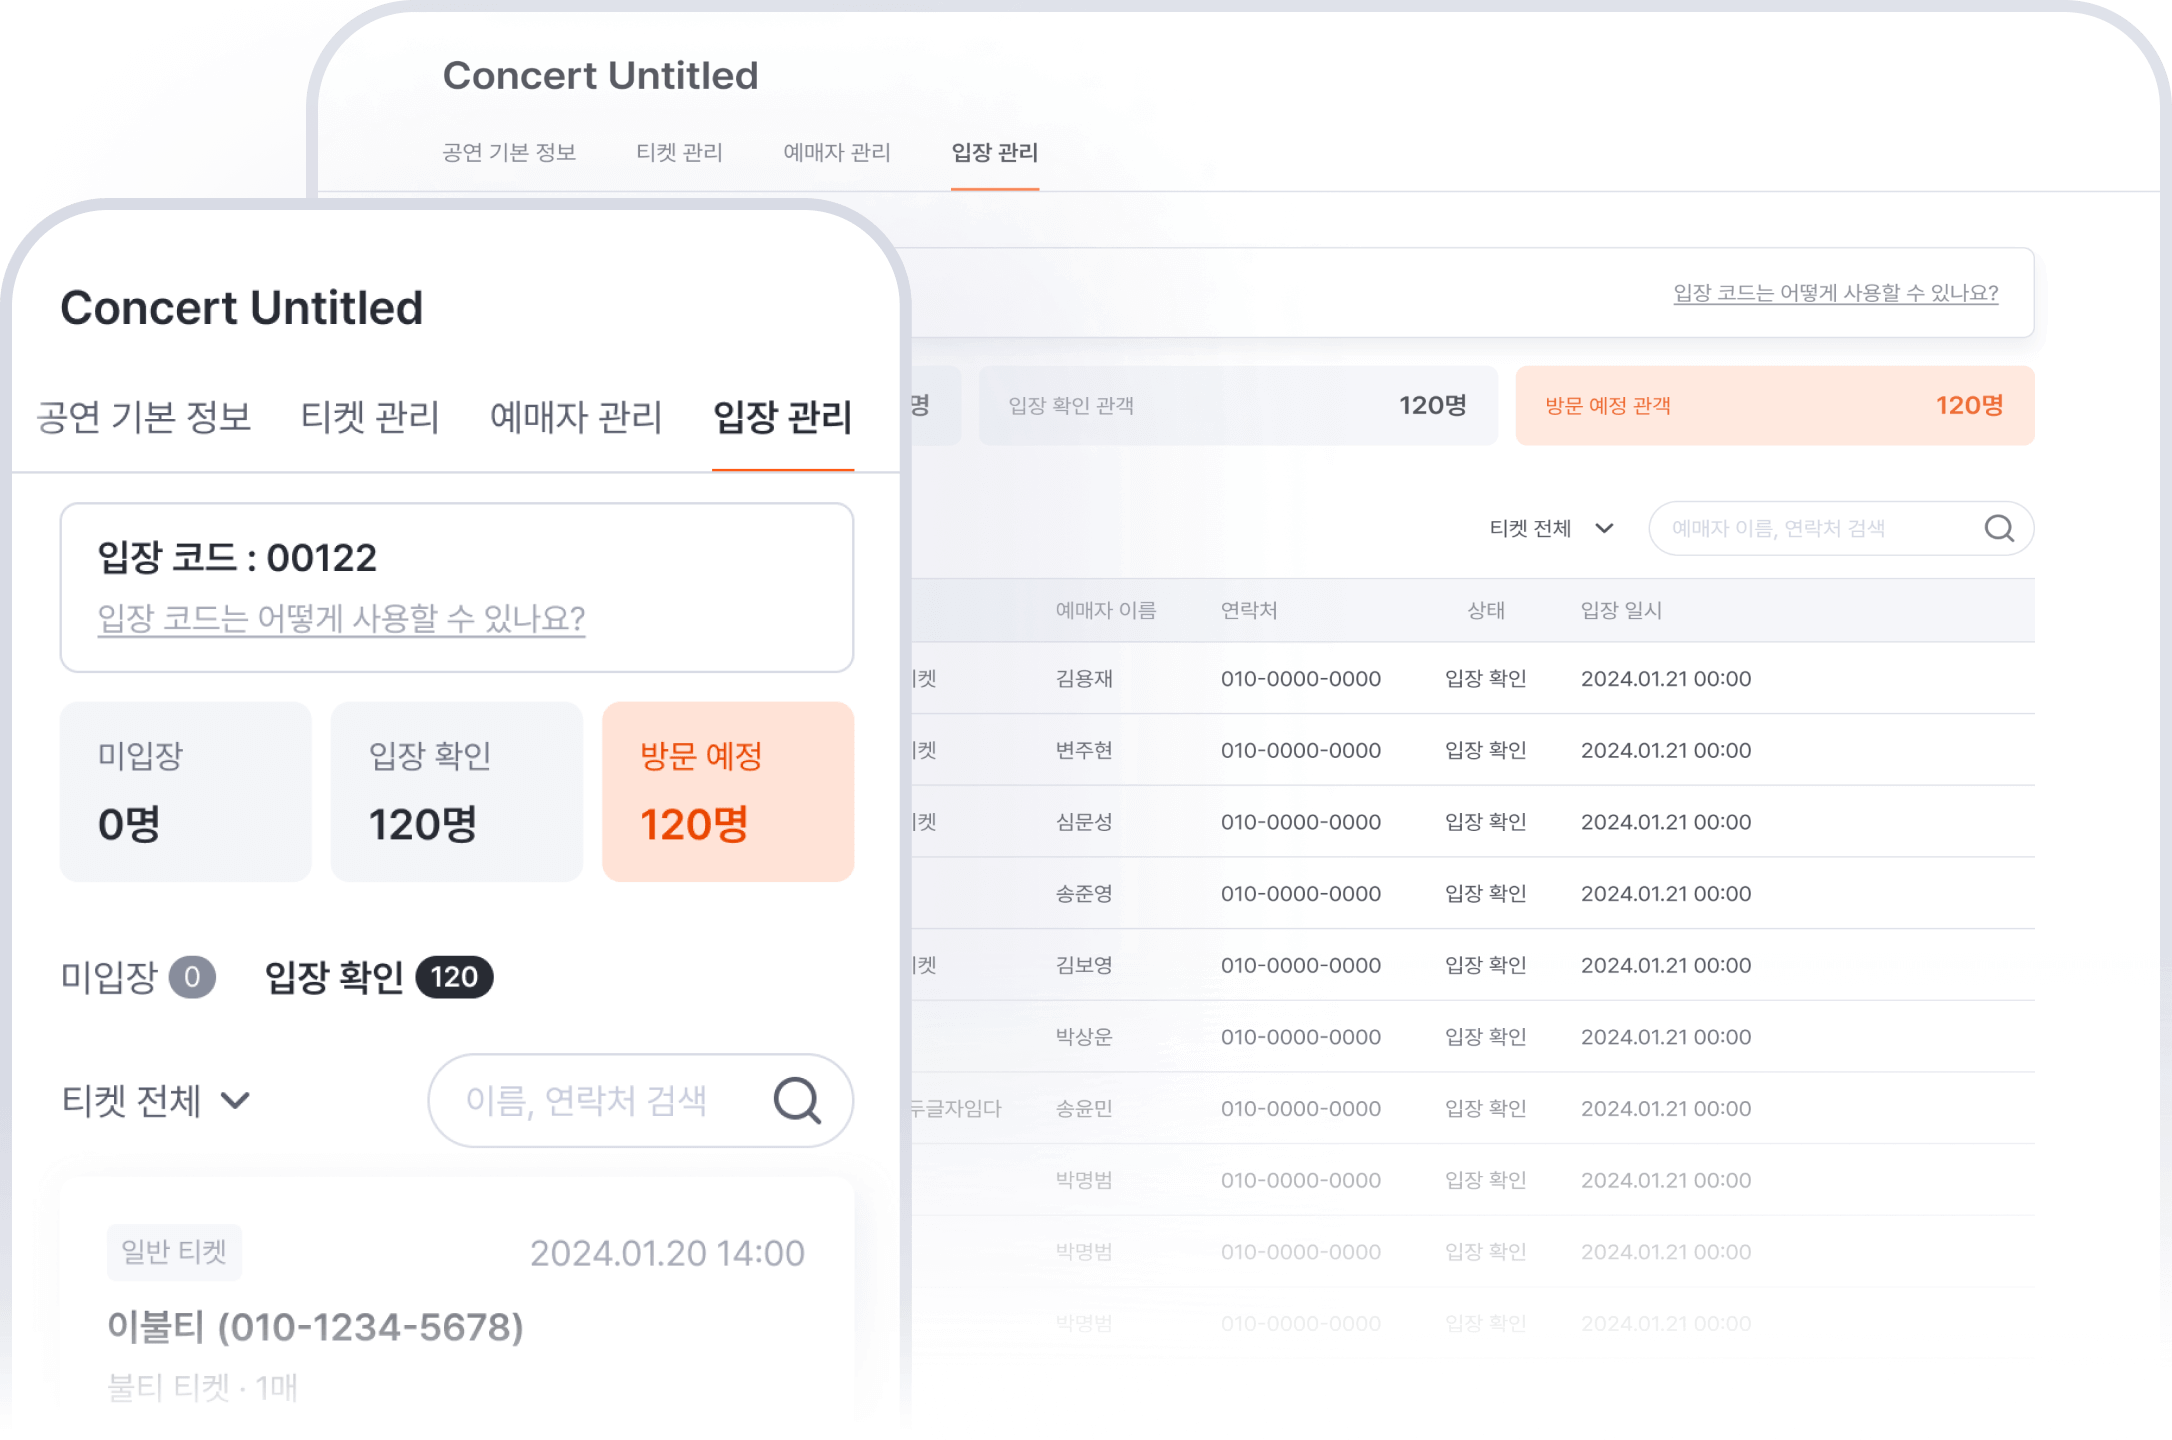 Concert Untitled
공연 기본 정보 티켓 관리 예매자 관리 입장 관리
입장 코드는 어떻게 사용할 수 있나요?
명 입장 확인 관객 120명 방문 예정 관객 120명
티켓 전체 예매자 이름, 연락처 검색
예매자 이름 연락처 상태 입장 일시
켓 김용재 010-0000-0000 입장 확인 2024.01.21 00:00
켓 변주현 010-0000-0000 입장 확인 2024.01.21 00:00
켓 심문성 010-0000-0000 입장 확인 2024.01.21 00:00
송준영 010-0000-0000 입장 확인 2024.01.21 00:00
켓 김보영 010-0000-0000 입장 확인 2024.01.21 00:00
박상운 010-0000-0000 입장 확인 2024.01.21 00:00
두글자임다 송윤민 010-0000-0000 입장 확인 2024.01.21 00:00
박명범 010-0000-0000 입장 확인 2024.01.21 00:00
박명범 010-0000-0000 입장 확인 2024.01.21 00:00
박명범 010-0000-0000 입장 확인 2024.01.21 00:00
Concert Untitled
공연 기본 정보 티켓 관리 예매자 관리 입장 관리
입장 코드 : 00122
입장 코드는 어떻게 사용할 수 있나요?
미입장 입장 확인 방문 예정
0명 120명 120명
미입장 0 입장 확인 120
티켓 전체 이름, 연락처 검색
일반 티켓 2024.01.20 14:00
이불티 (010-1234-5678)
불티 티켓 · 1매